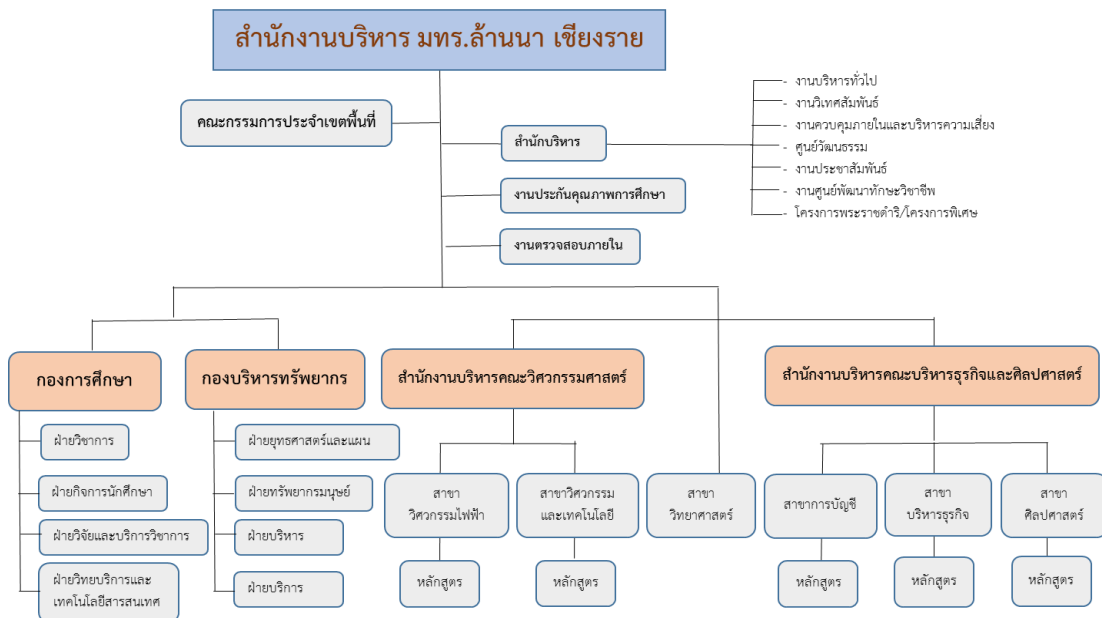 สำนักงานบริหาร มทร.ล้านนา เชียงราย
คณะกรรมการประจำเขตพื้นที่
สำนักบริหาร
- งานบริหารทั่วไป
- งานวิเทศสัมพันธ์
- งานควบคุมภายในและบริหารความเสี่ยง
- ศูนย์วัฒนธรรม
- งานประชาสัมพันธ์
- งานศูนย์พัฒนาทักษะวิชาชีพ
- โครงการพระราชดำริ/โครงการพิเศษ
งานประกันคุณภาพการศึกษา
งานตรวจสอบภายใน
กองการศึกษา
ฝ่ายวิชาการ
ฝ่ายกิจการนักศึกษา
ฝ่ายวิจัยและบริการวิชาการ
ฝ่ายวิทยบริการและ
เทคโนโลยีสารสนเทศ
กองบริหารทรัพยากร
ฝ่ายยุทธศาสตร์และแผน
ฝ่ายทรัพยากรมนุษย์
ฝ่ายบริหาร
ฝ่ายบริการ
สำนักงานบริหารคณะวิศวกรรมศาสตร์
สาขา
วิศวกรรมไฟฟ้า
หลักสูตร
สาขาวิศวกรรม
และเทคโนโลยี
หลักสูตร
สาขา
วิทยาศาสตร์
สำนักงานบริหารคณะบริหารธุรกิจและศิลปศาสตร์
สาขาการบัญชี
หลักสูตร
สาขา
บริหารธุรกิจ
หลักสูตร
สาขา
ศิลปศาสตร์
หลักสูตร